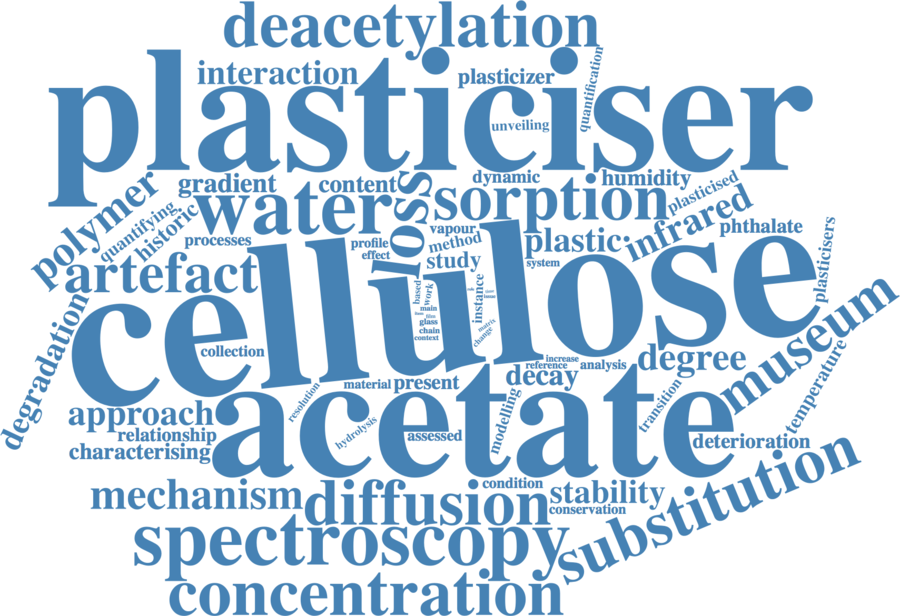 deacetylation
interaction
plasticizer
quantification
plasticiser
unveiling
gradient
content
dynamic
humidity
polymer
quantifying
historic
water
loss
sorption
plasticised
infrared
phthalate
processes
profile
effect
vapour
method
study
plastic
system
plasticisers
artefact
cellulose
based
work
main
glass
chain
context
instance
matrix
change
degradation
collection
museum
increase
reference
analysis
degree
temperature
material
present
decay
resolution
hydrolysis
modelling
transition
approach
acetate
relationship
assessed
deterioration
characterising
mechanism
diffusion
condition
stability
conservation
substitution
spectroscopy
concentration